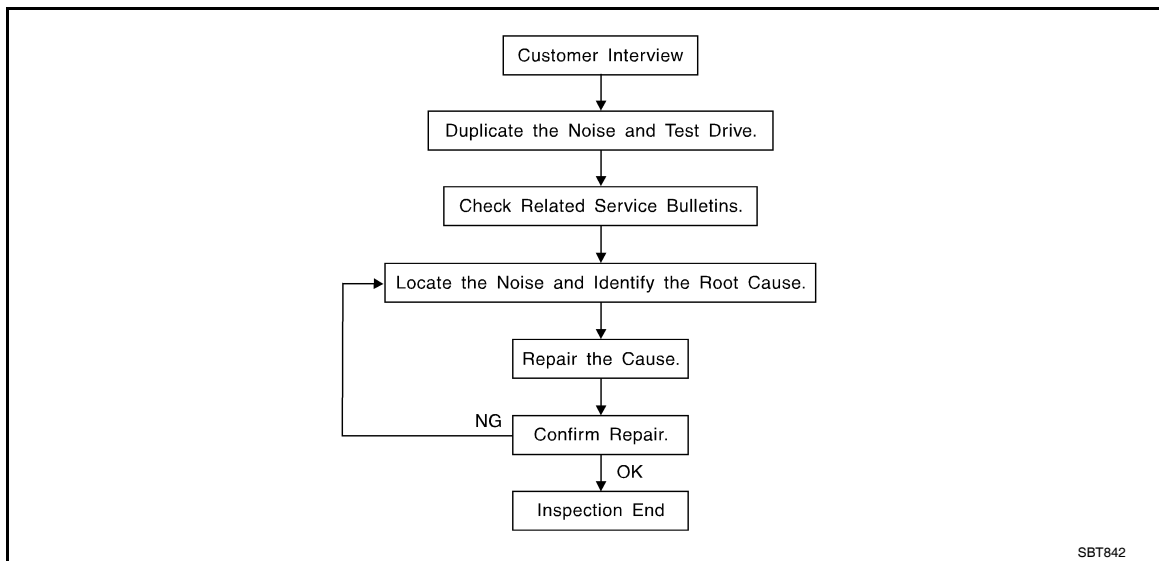 Customer Interview
Duplicate the Noise and Test Drive.
Check Related Service Bulletins.
Locate the Noise and Identify the Root Cause.
Repair the Cause.
NG
Confirm Repair.
OK
Inspection End
SBT842